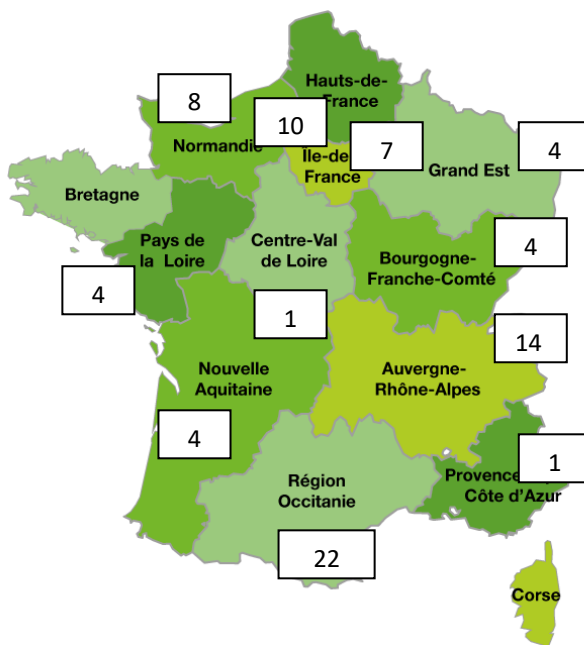 Hauts-de-
France
8
10
Normandie
7
4
Île-de-
France
Grand Est
Bretagne
Pays de
la Loire
Centre-Val
de Loire
Bourgogne-
Franche-Comté
4
4
1
14
Nouvelle
Aquitaine
Auvergne-
Rhône-Alpes
4
1
Région
Occitanie
Provence
Côte d'Azur
22
Corse